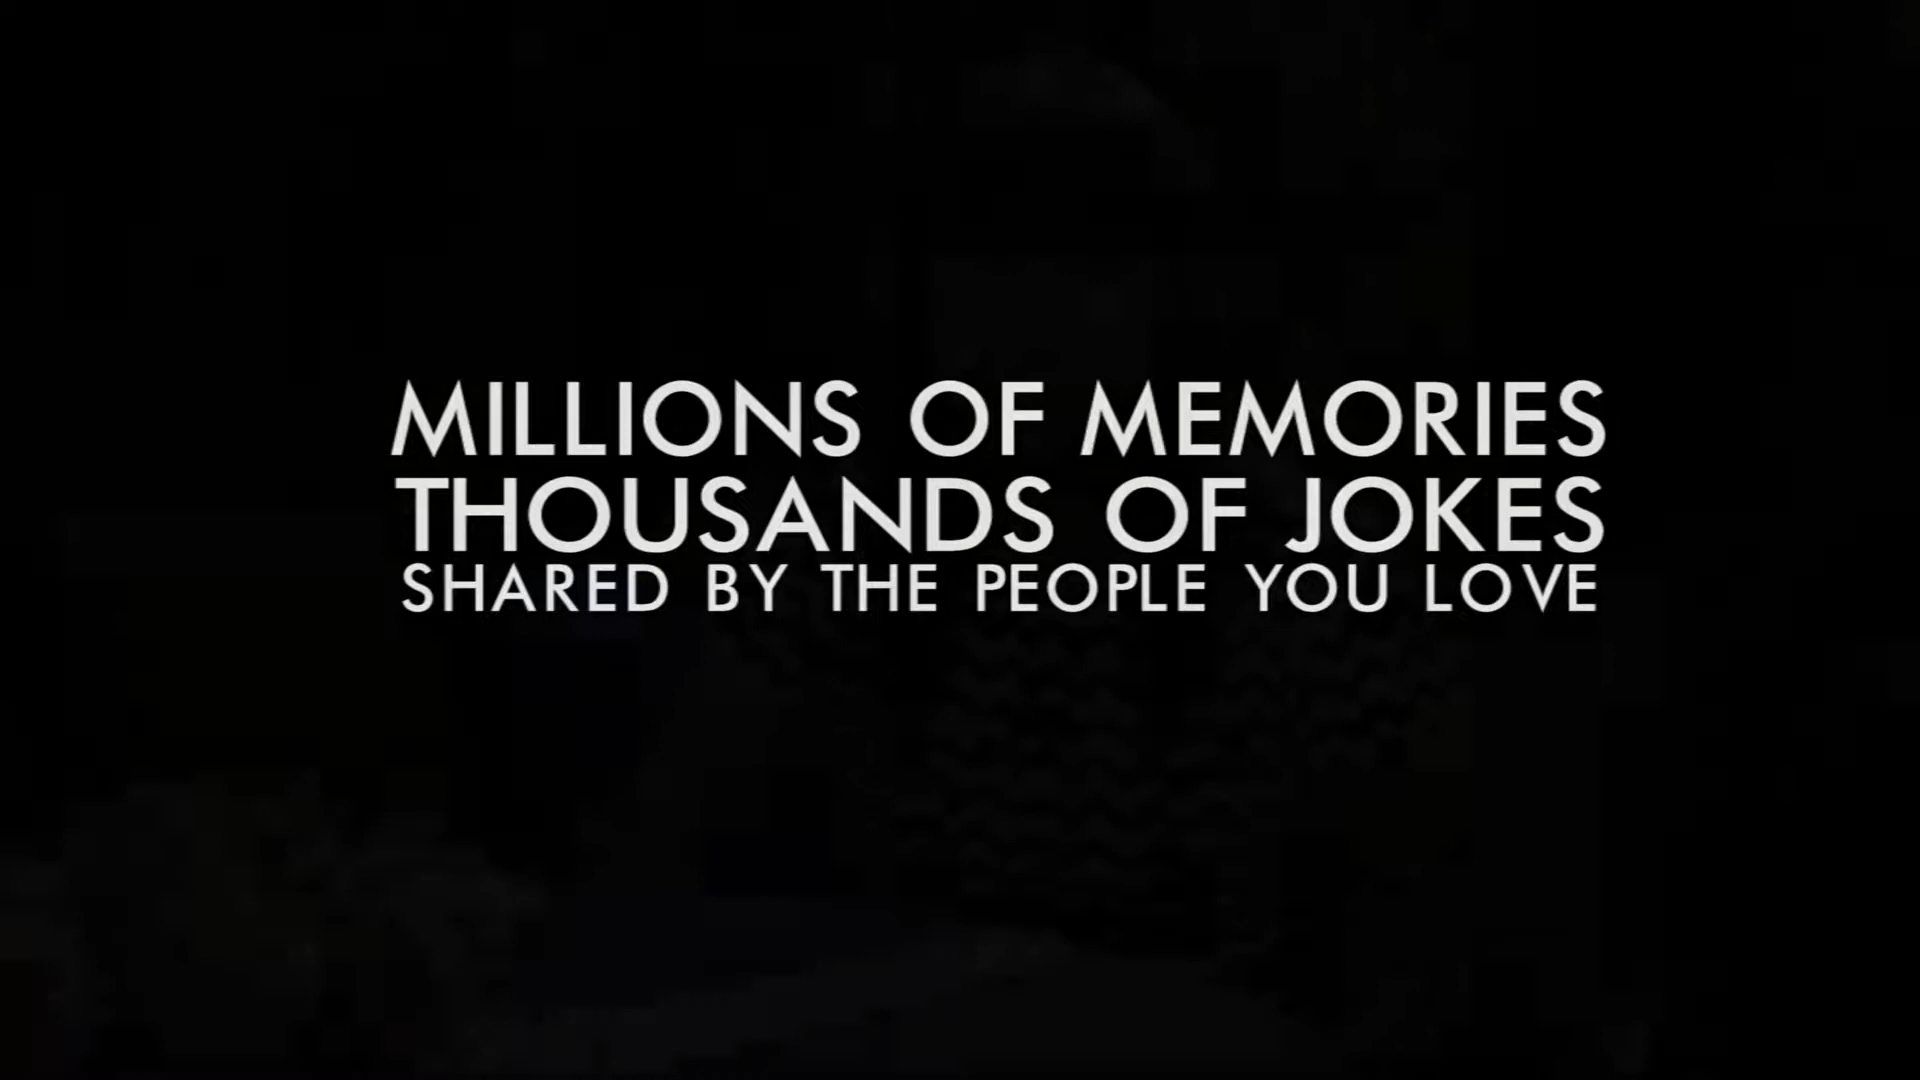 MILLIONS OF MEMORIES
THOUSANDS OF JOKES
SHARED BY THE PEOPLE YOU LOVE